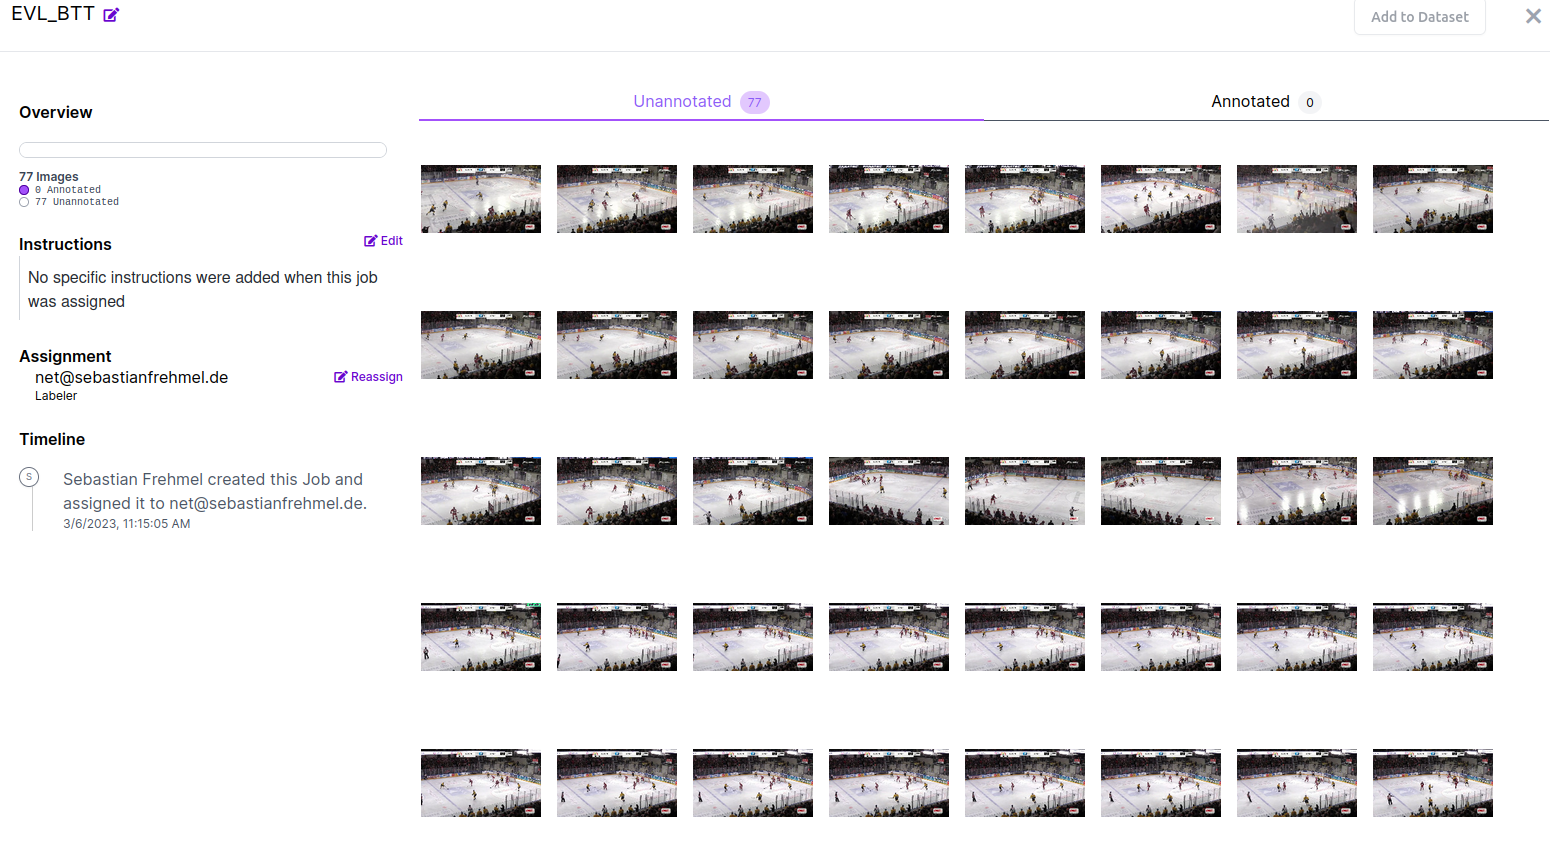 EVL_BTT
Add to Dataset
Overview
77 Images
0 Annotated
77 Unannotated
Instructions
Edit
No specific instructions were added when this job
was assigned
Assignment
net@sebastianfrehmel.de
Reassign
Labeler
Timeline
S
Sebastian Frehmel created this Job and
assigned it to net@sebastianfrehmel.de.
3/6/2023, 11:15:05 AM
Unannotated 77
Annotated 0